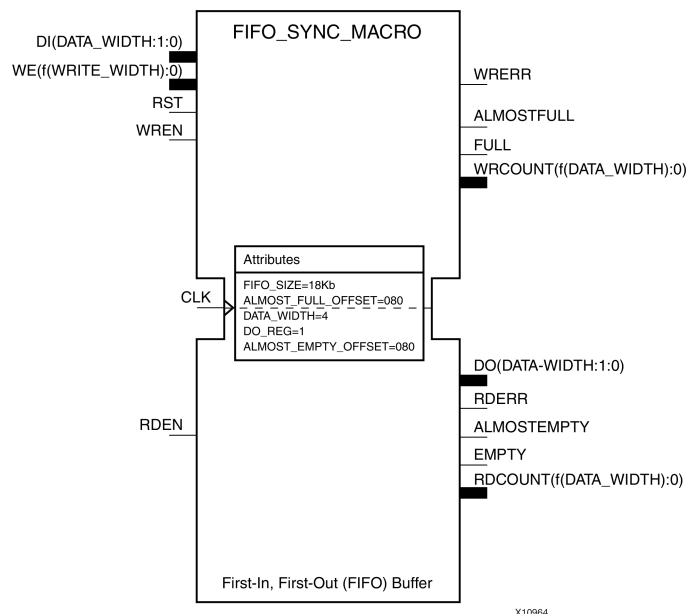 FIFO_SYNC_MACRO
DI(DATA_WIDTH:1:0)
WE(f(WRITE_WIDTH):0)
RST
WREN
WRERR
ALMOSTFULL
FULL
WRCOUNT(f(DATA_WIDTH):0)
Attributes
FIFO_SIZE=18Kb
ALMOST_FULL_OFFSET=080
DATA_WIDTH=4
DO_REG=1
ALMOST_EMPTY_OFFSET=080
CLK
RDEN
DO(DATA-WIDTH:1:0)
RDERR
ALMOSTEMPTY
EMPTY
RDCOUNT(f(DATA_WIDTH):0)
First-In, First-Out (FIFO) Buffer
X10964